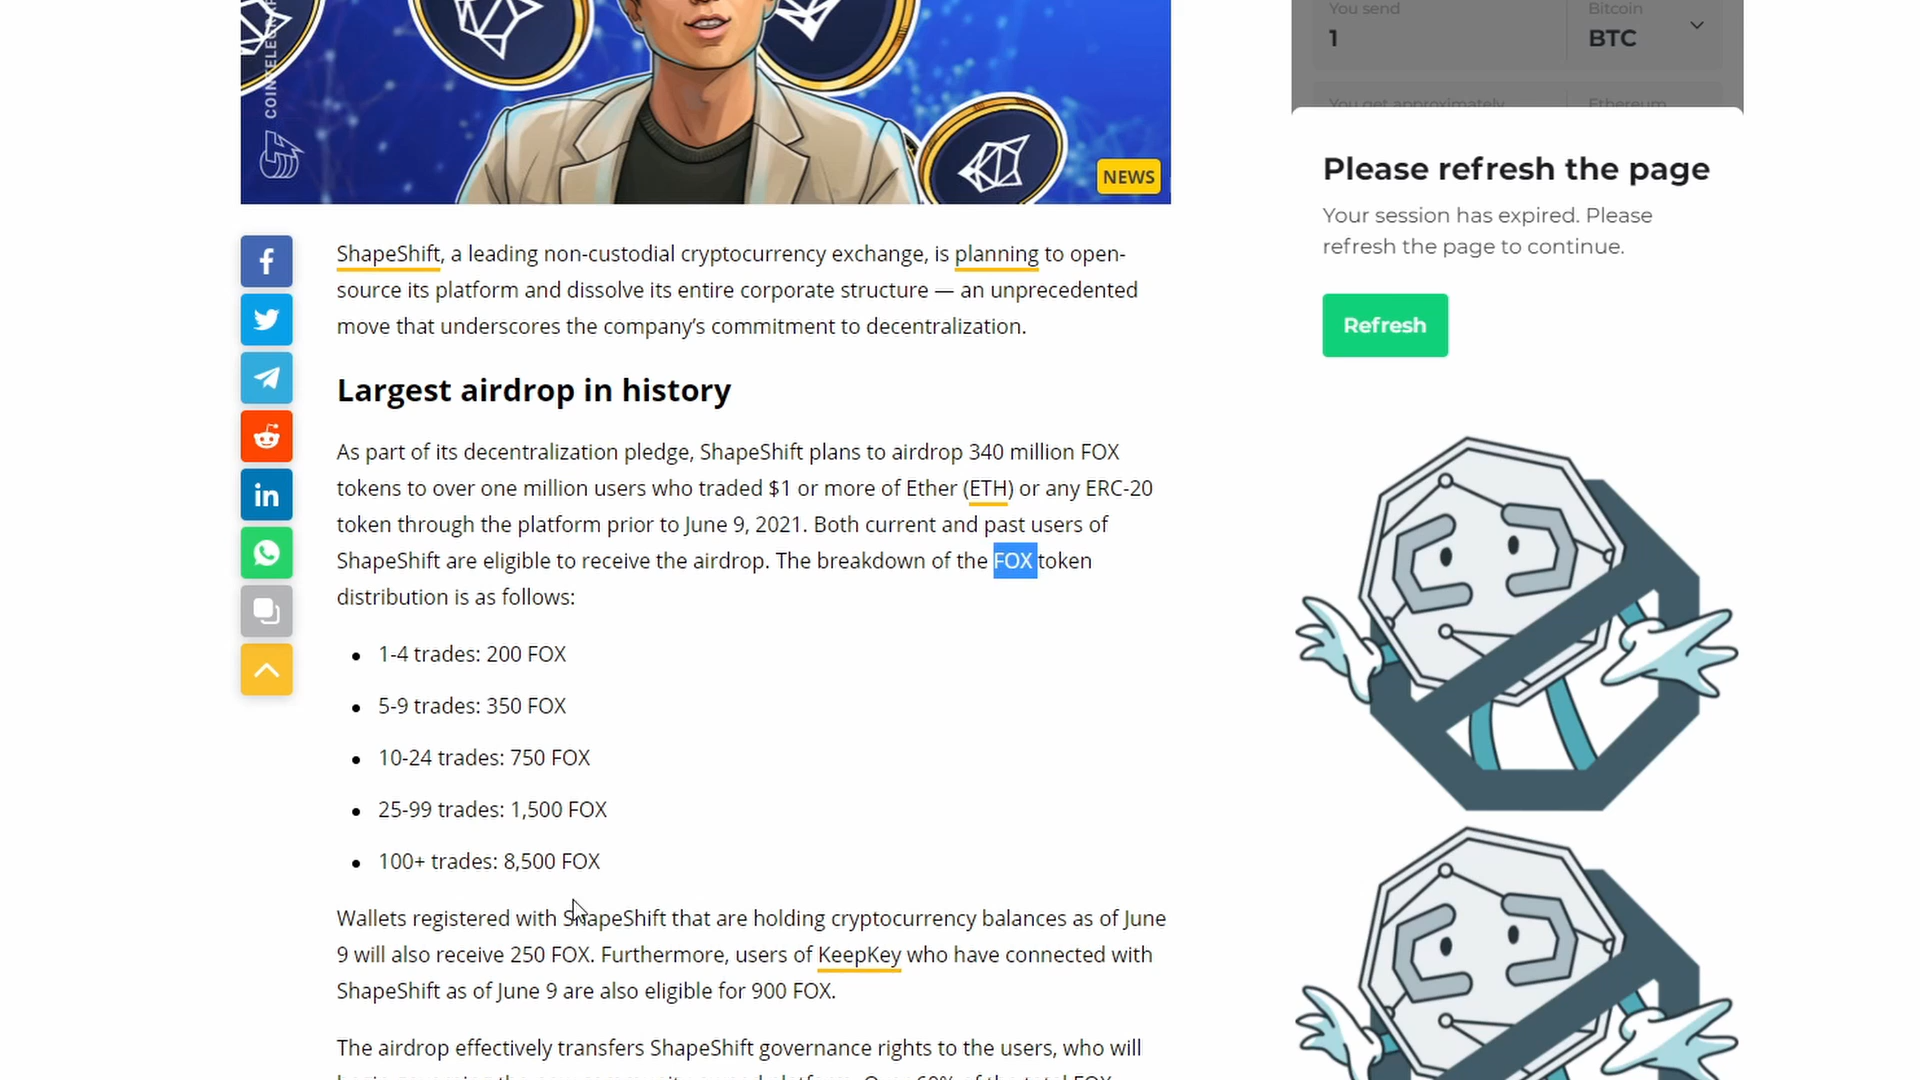 You send
Bitcoin
1
BTC
You get approximately
Ethereum
NEWS
Please refresh the page
Your session has expired. Please
refresh the page to continue.
Refresh
ShapeShift, a leading non-custodial cryptocurrency exchange, is planning to open-
source its platform and dissolve its entire corporate structure — an unprecedented
move that underscores the company’s commitment to decentralization.
Largest airdrop in history
As part of its decentralization pledge, ShapeShift plans to airdrop 340 million FOX
tokens to over one million users who traded $1 or more of Ether (ETH) or any ERC-20
token through the platform prior to June 9, 2021. Both current and past users of
ShapeShift are eligible to receive the airdrop. The breakdown of the FOX token
distribution is as follows:
1-4 trades: 200 FOX
5-9 trades: 350 FOX
10-24 trades: 750 FOX
25-99 trades: 1,500 FOX
100+ trades: 8,500 FOX
Wallets registered with ShapeShift that are holding cryptocurrency balances as of June
9 will also receive 250 FOX. Furthermore, users of KeepKey who have connected with
ShapeShift as of June 9 are also eligible for 900 FOX.
The airdrop effectively transfers ShapeShift governance rights to the users, who will